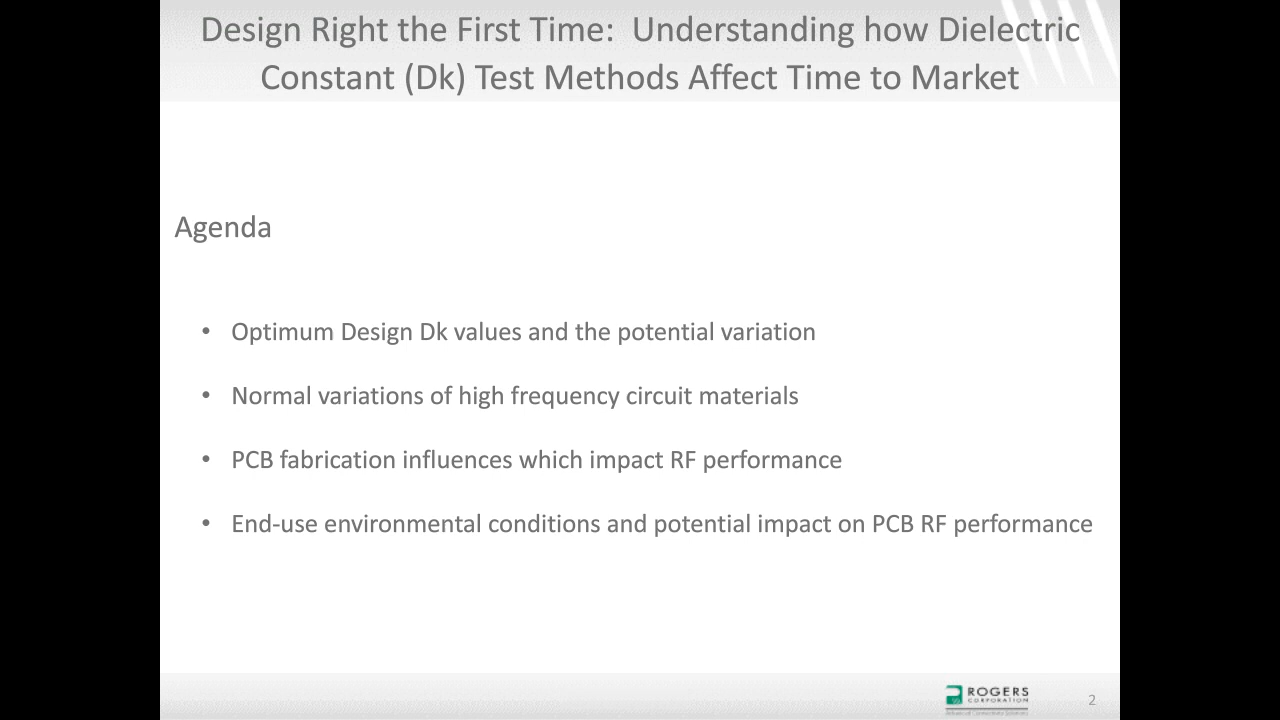 Design Right the First Time:  Understanding how Dielectric
Constant (Dk) Test Methods Affect Time to Market
Agenda
• Optimum Design Dk values and the potential variation
• Normal variations of high frequency circuit materials
• PCB fabrication influences which impact RF performance
• End-use environmental conditions and potential impact on PCB RF performance
ROGERS
CORPORATION
2